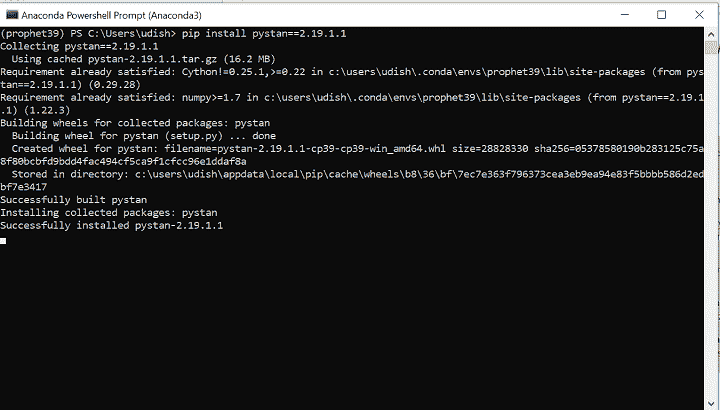 Anaconda Powershell Prompt (Anaconda3)
(prophet39) PS C:\Users\udish> pip install pystan==2.19.1.1
Collecting pystan==2.19.1.1
  Using cached pystan-2.19.1.1.tar.gz (16.2 MB)
Requirement already satisfied: Cython!=0.25.1,>=0.22 in c:\users\udish\.conda\envs\prophet39\lib\site-packages (from pys
tan==2.19.1.1) (0.29.28)
Requirement already satisfied: numpy>=1.7 in c:\users\udish\.conda\envs\prophet39\lib\site-packages (from pystan==2.19.1
.1) (1.22.3)
Building wheels for collected packages: pystan
  Building wheel for pystan (setup.py) ... done
  Created wheel for pystan: filename=pystan-2.19.1.1-cp39-cp39-win_amd64.whl size=28828330 sha256=05378580190b283125c75a
8f80bcbfd9bdd4fac494cf5ca9f1cfcc96e1ddaf8a
  Stored in directory: c:\users\udish\appdata\local\pip\cache\wheels\b8\36\bf\7ec7e363f796373cea3eb9ea94e83f5bbbb586d2ed
bf7e3417
Successfully built pystan
Installing collected packages: pystan
Successfully installed pystan-2.19.1.1